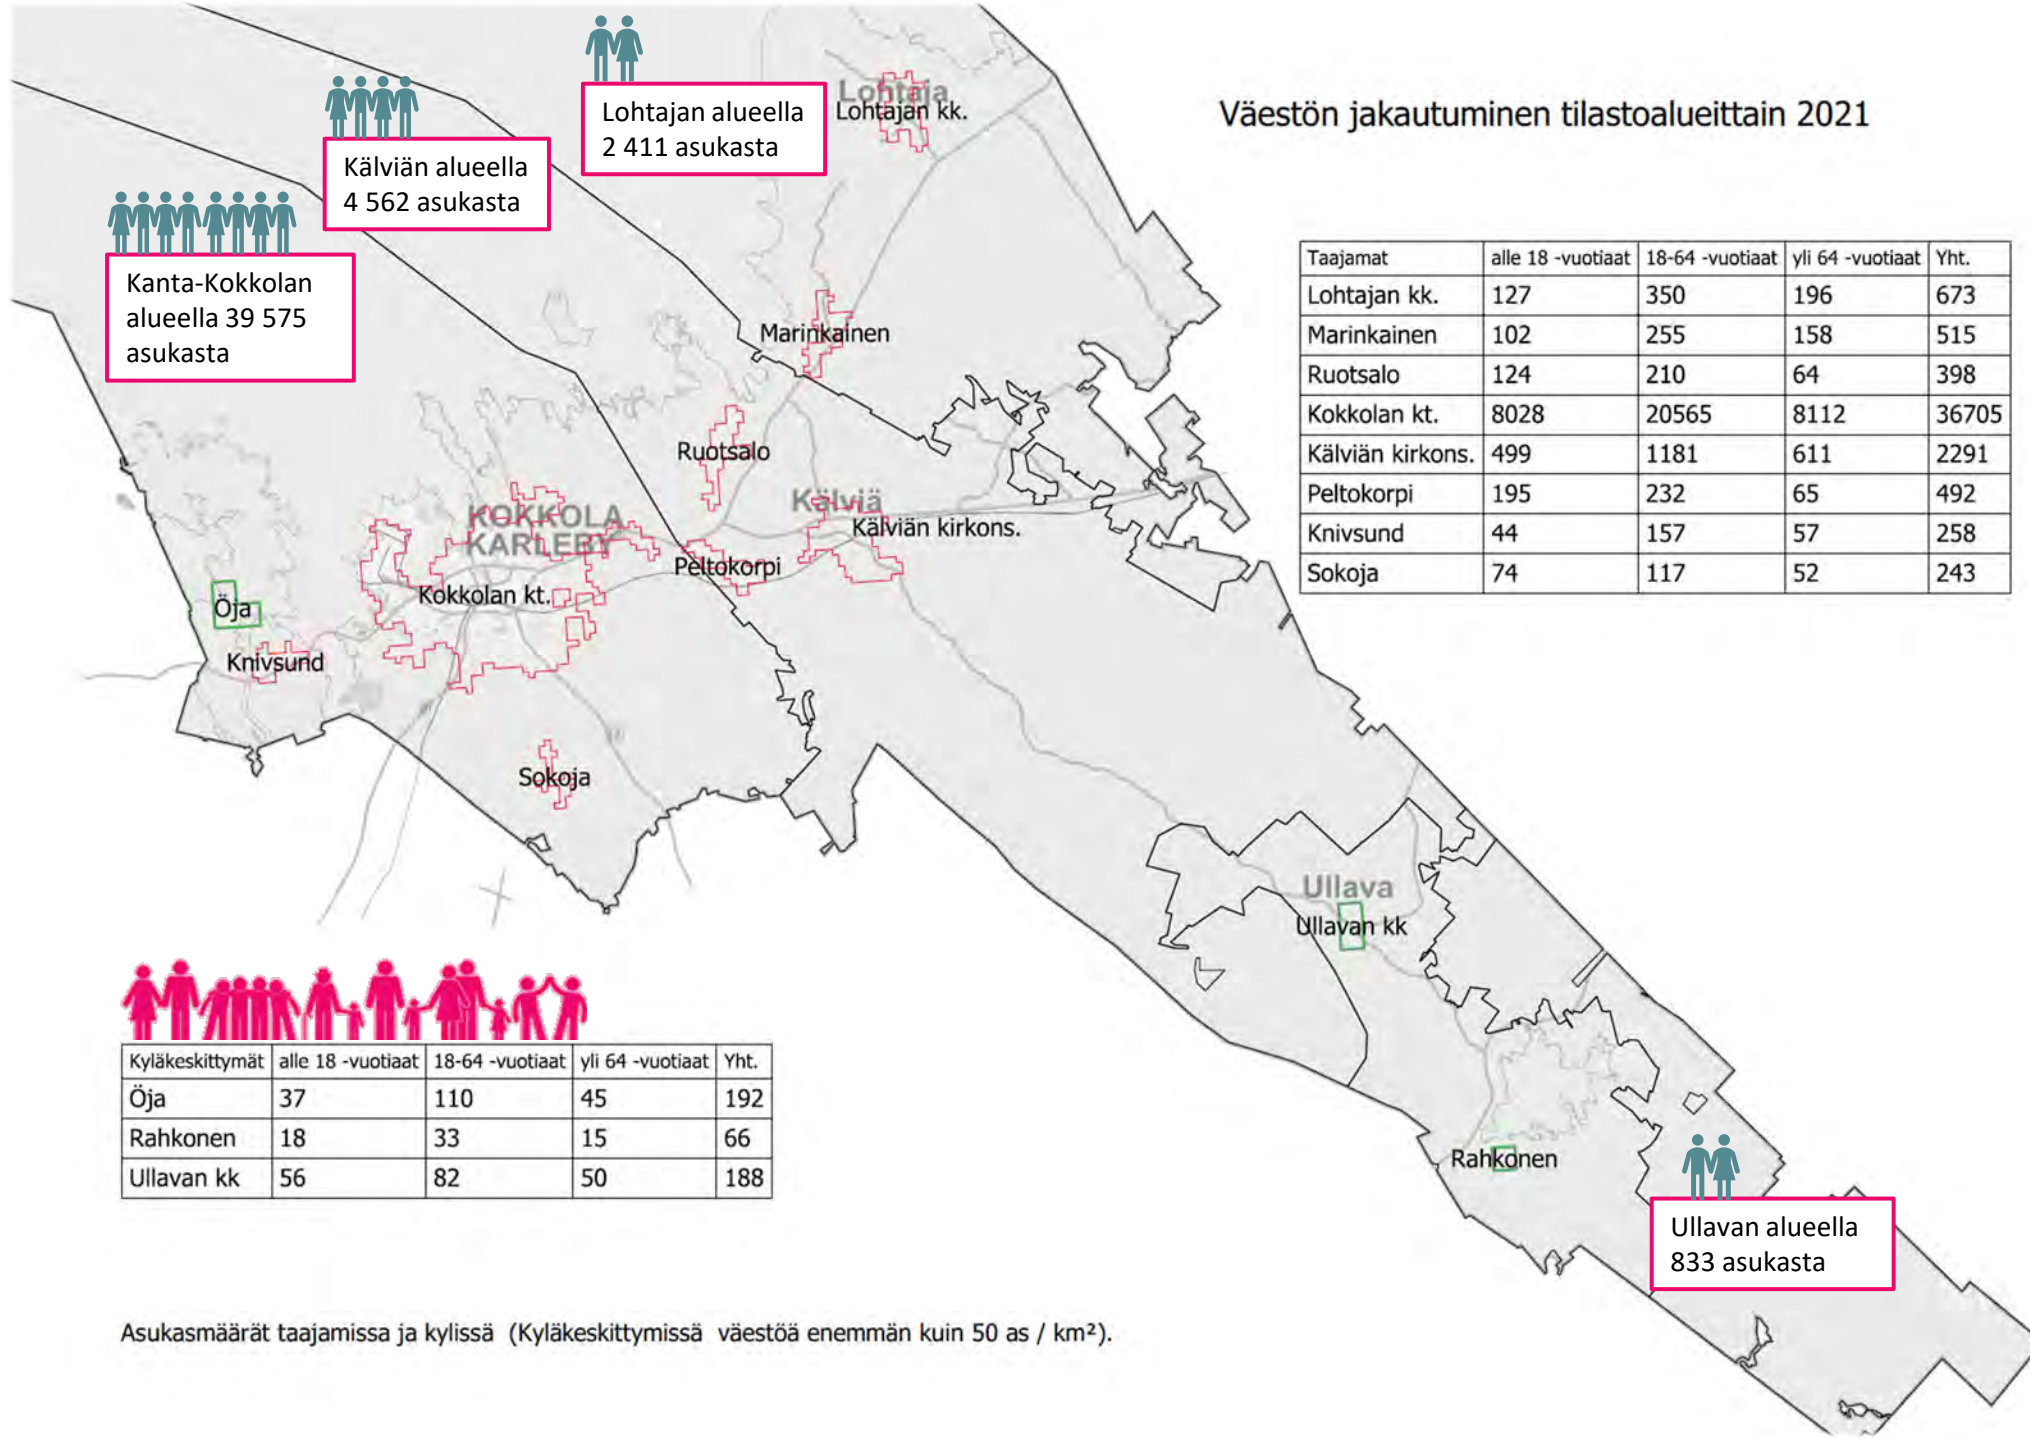 Väestön jakautuminen tilastoalueittain 2021
Lohtajan alueella
2 411 asukasta
Kälviän alueella
4 562 asukasta
Kanta-Kokkolan
alueella 39 575
asukasta
Lohtaja
Lohtajan kk.
Marinkainen
Ruotsalo
Kälviä
Kälviän kirkons.
KOKKOLA
KARLEBY
Peltokorpi
Kokkolan kt.
Öja
Knivsund
Sokoja
Ullava
Ullavan kk
Rahkonen
Ullavan alueella
833 asukasta
Taajamat alle 18 -vuotiaat 18-64 -vuotiaat yli 64 -vuotiaat Yht.
Lohtajan kk. 127 350 196 673
Marinkainen 102 255 158 515
Ruotsalo 124 210 64 398
Kokkolan kt. 8028 20565 8112 36705
Kälviän kirkons. 499 1181 611 2291
Peltokorpi 195 232 65 492
Knivsund 44 157 57 258
Sokoja 74 117 52 243
Kyläkeskittymät alle 18 -vuotiaat 18-64 -vuotiaat yli 64 -vuotiaat Yht.
Öja 37 110 45 192
Rahkonen 18 33 15 66
Ullavan kk 56 82 50 188
Asukasmäärät taajamissa ja kylissä (Kyläkeskittymissä väestöä enemmän kuin 50 as / km²).